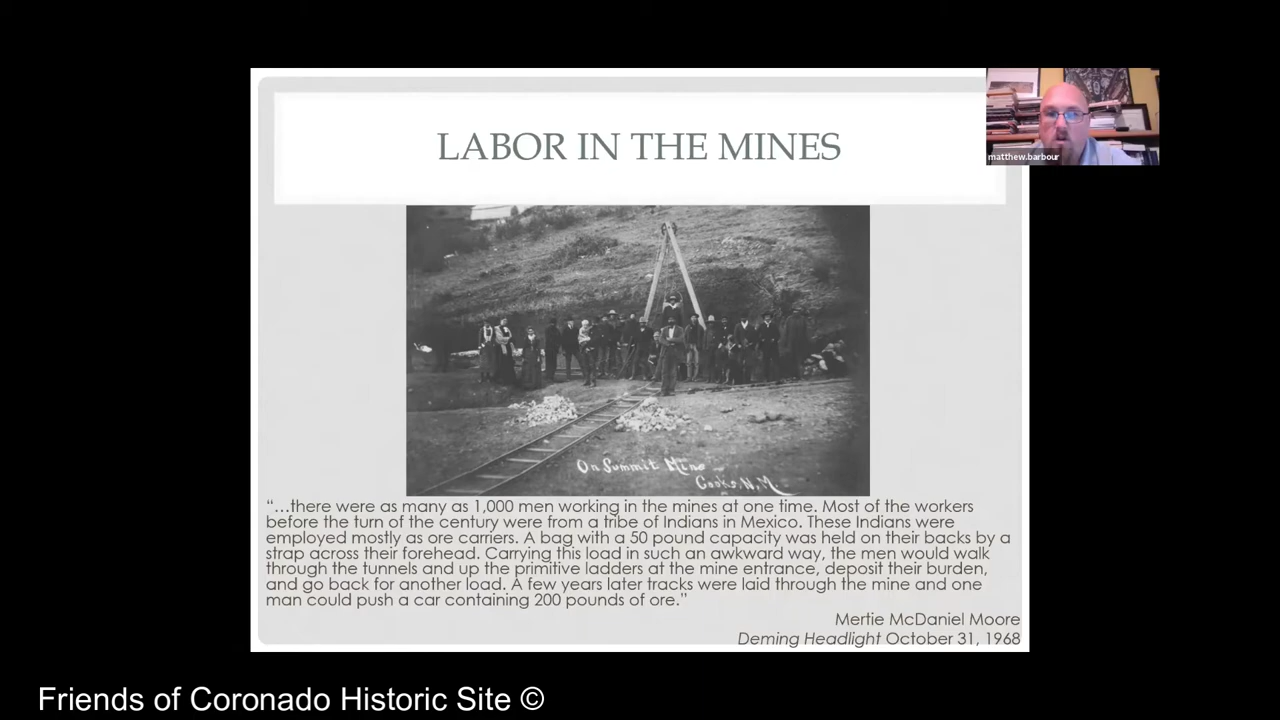 LABOR IN THE MINES
matthew.barbour
On Summit Mine
Cooks, N.M.
“…there were as many as 1,000 men working in the mines at one time. Most of the workers
before the turn of the century were from a tribe of Indians in Mexico. These Indians were
employed mostly as ore carriers. A bag with a 50 pound capacity was held on their backs by a
strap across their forehead. Carrying this load in such an awkward way, the men would walk
through the tunnels and up the primitive ladders at the mine entrance, deposit their burden,
and go back for another load. A few years later tracks were laid through the mine and one
man could push a car containing 200 pounds of ore.”
Mertie McDaniel Moore
Deming Headlight October 31, 1968
Friends of Coronado Historic Site ©